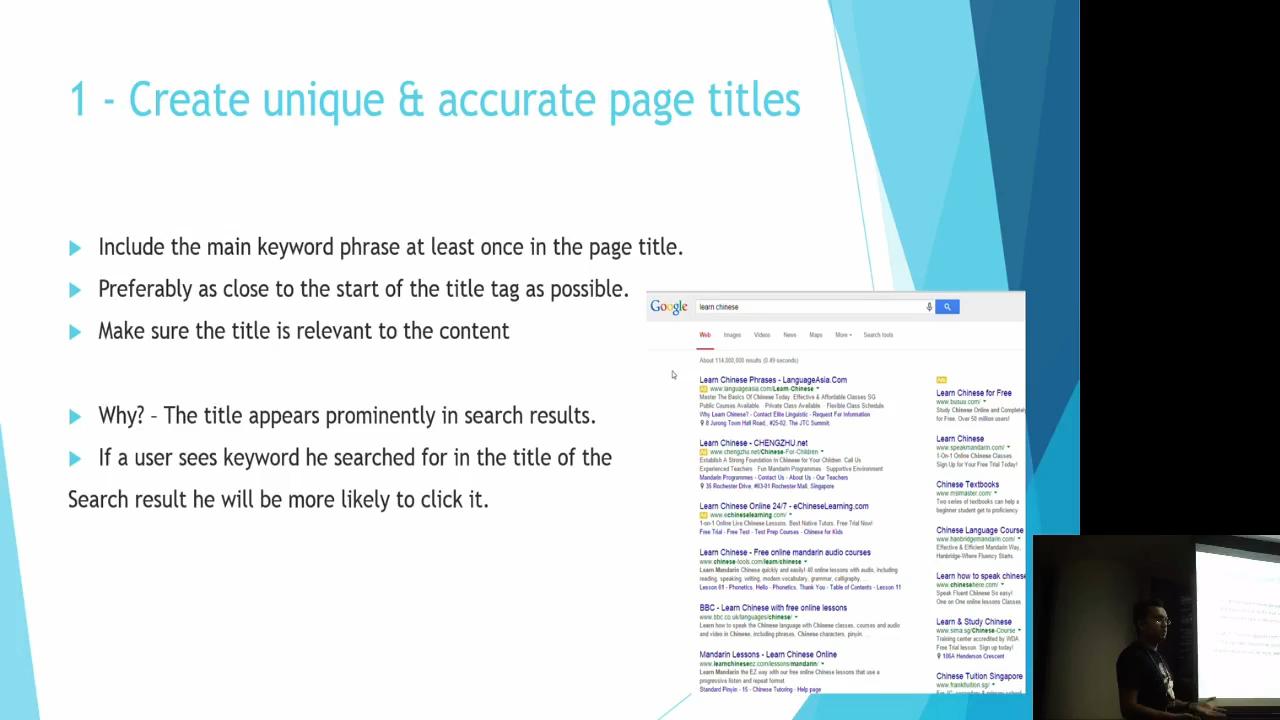 1 - Create unique & accurate page titles
Include the main keyword phrase at least once in the page title.
Preferably as close to the start of the title tag as possible.
Make sure the title is relevant to the content
Why? – The title appears prominently in search results.
If a user sees keyword he searched for in the title of the
Search result he will be more likely to click it.
Google
learn chinese
Web Images Videos News Maps More Search tools
About 114,000,000 results (0.49 seconds)
Learn Chinese Phrases - LanguageAsia.Com
Ad www.languageasia.com/Learn-Chinese
Master The Basics Of Chinese Today. Effective & Affordable Classes SG
Public Courses Available Private Class Available Flexible Class Schedule
Why Learn Chinese? - Contact Elite Linguistic - Request For Information
8 Jurong Town Hall Road, #25-02, The JTC Summit
Learn Chinese - CHENGZHU.net
Ad www.chengzhu.net/Chinese-For-Children
Establish A Strong Foundation in Chinese for Your Children. Call Us
Experienced Teachers Fun Mandarin Programmes Supportive Environment
Mandarin Programmes - Contact Us - About Us - Our Teachers
35 Rochester Drive, #03-01 Rochester Mall, Singapore
Learn Chinese Online 24/7 - eChineseLearning.com
Ad www.echineselearning.com/
1-on-1 Online Live Chinese Lessons. Best Native Tutors. Free Trial Now!
Free Trial - Free Test - Test Prep Courses - Chinese for Kids
Learn Chinese - Free online mandarin audio courses
www.chinese-tools.com/learn/chinese
Learn Mandarin Chinese quickly and easily! 40 online lessons with audio, including
reading, speaking, writing, modern vocabulary, grammar, calligraphy, ...
Lesson 01 - Phonetics. Hello - Phonetics. Thank You - Table of Contents - Lesson 11
BBC - Learn Chinese with free online lessons
www.bbc.co.uk/languages/chinese/
Learn how to speak the Chinese language with Chinese classes, courses and audio
and video in Chinese, including phrases, Chinese characters, pinyin, ...
Mandarin Lessons - Learn Chinese Online
www.learnchineseez.com/lessons/mandarin/
Learn Mandarin the EZ way with our free online Chinese lessons that use a
progressive listen and repeat format
Standard Pinyin - 15 - Chinese Tutoring - Help page
Ads
Learn Chinese for Free
www.busuu.com/
Study Chinese Online and Completely
for Free. Over 50 million users!
Learn Chinese
www.speakmandarin.com/
1-On-1 Online Chinese Classes
Sign Up for Your Free Trial Today!
Chinese Textbooks
www.mslmaster.com/
Two series of textbooks can help a
beginner student get to proficiency
Chinese Language Course
www.hanbridgemandarin.com/
Effective & Efficient Mandarin Way,
Hanbridge-Where Fluency Starts.
Learn how to speak chinese
www.chinesehere.com/
Speak Fluent Chinese So easy!
One on One online lessons Classes
Learn & Study Chinese
www.sima.sg/Chinese-Course
Training center accredited by WDA
Free Trial lesson. Sign up today!
106A Henderson Crescent
Chinese Tuition Singapore
www.franktuition.sg/